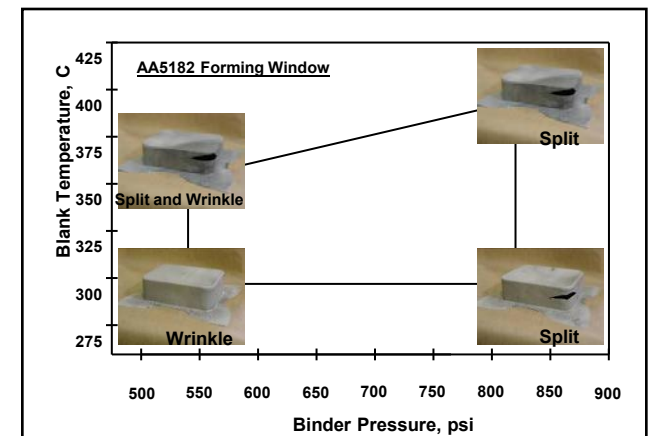 AA5182 Forming Window
Blank Temperature, C
425
400
375
350
325
300
275
Split and Wrinkle
Split
Wrinkle
Split
500 550 600 650 700 750 800 850 900
Binder Pressure, psi